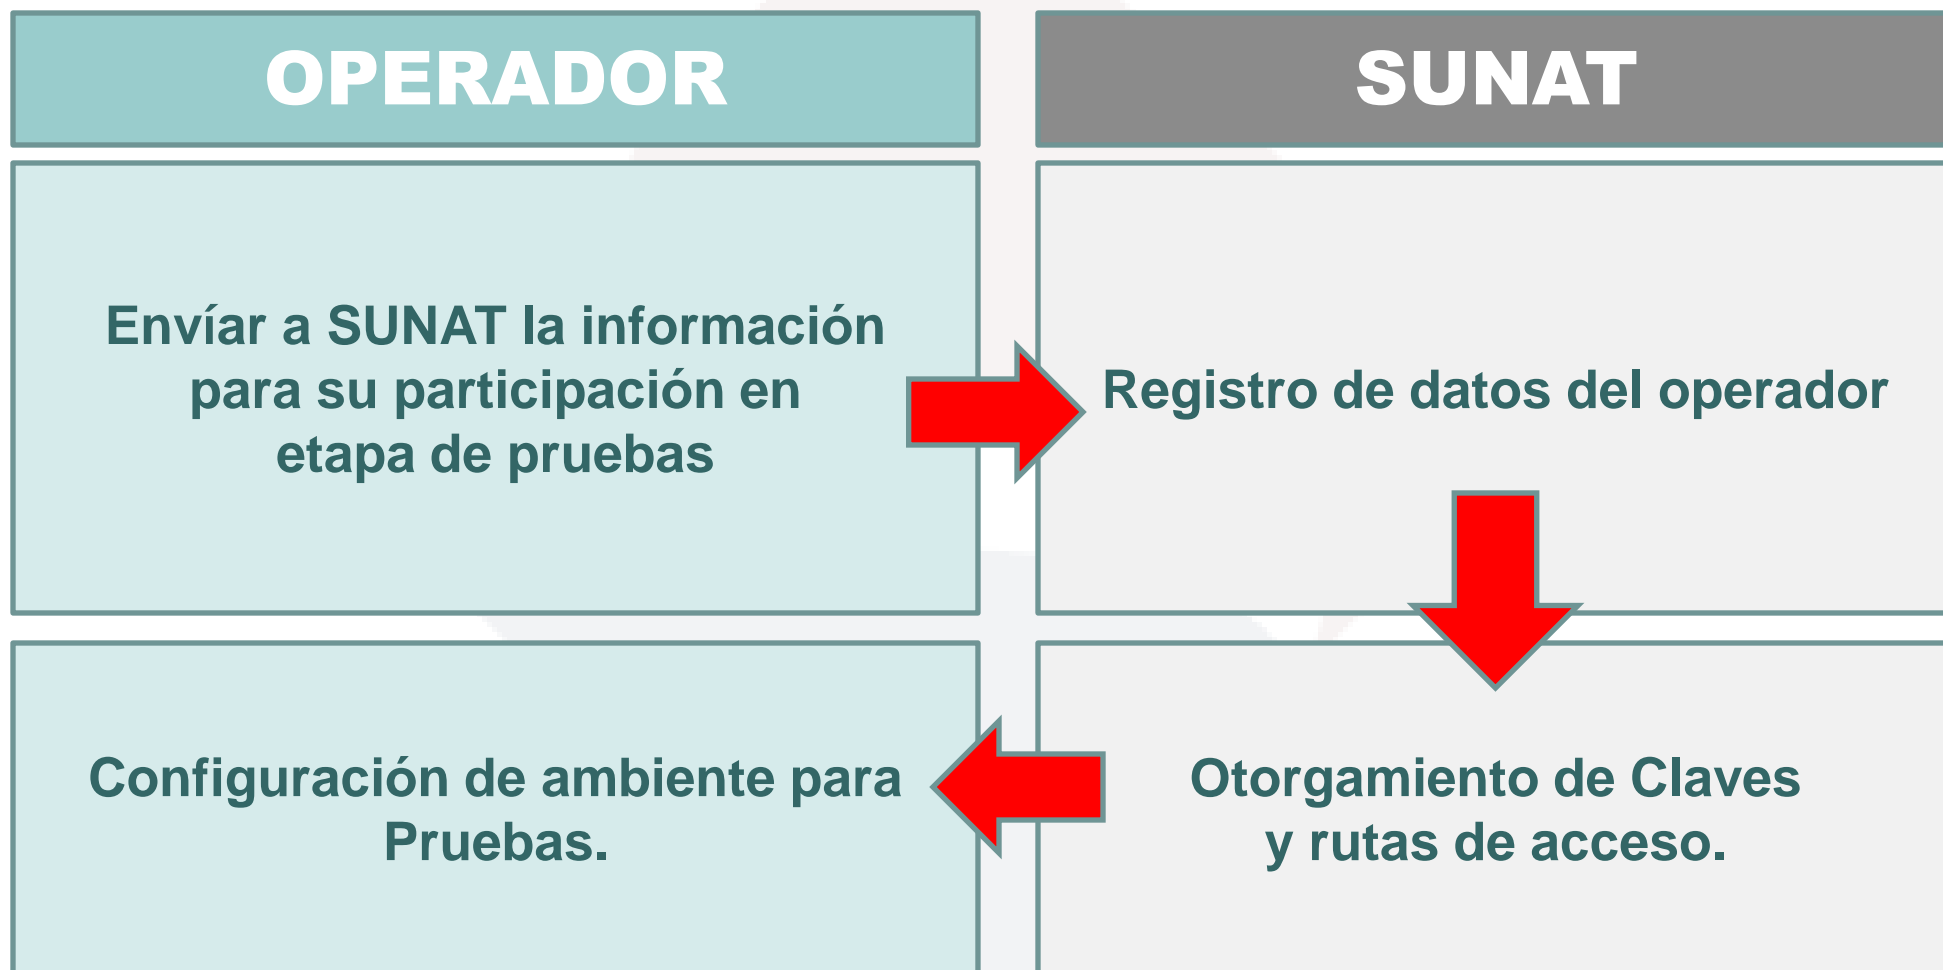 OPERADOR
SUNAT
Envíar a SUNAT la información
para su participación en
etapa de pruebas
Registro de datos del operador
Configuración de ambiente para
Pruebas.
Otorgamiento de Claves
y rutas de acceso.